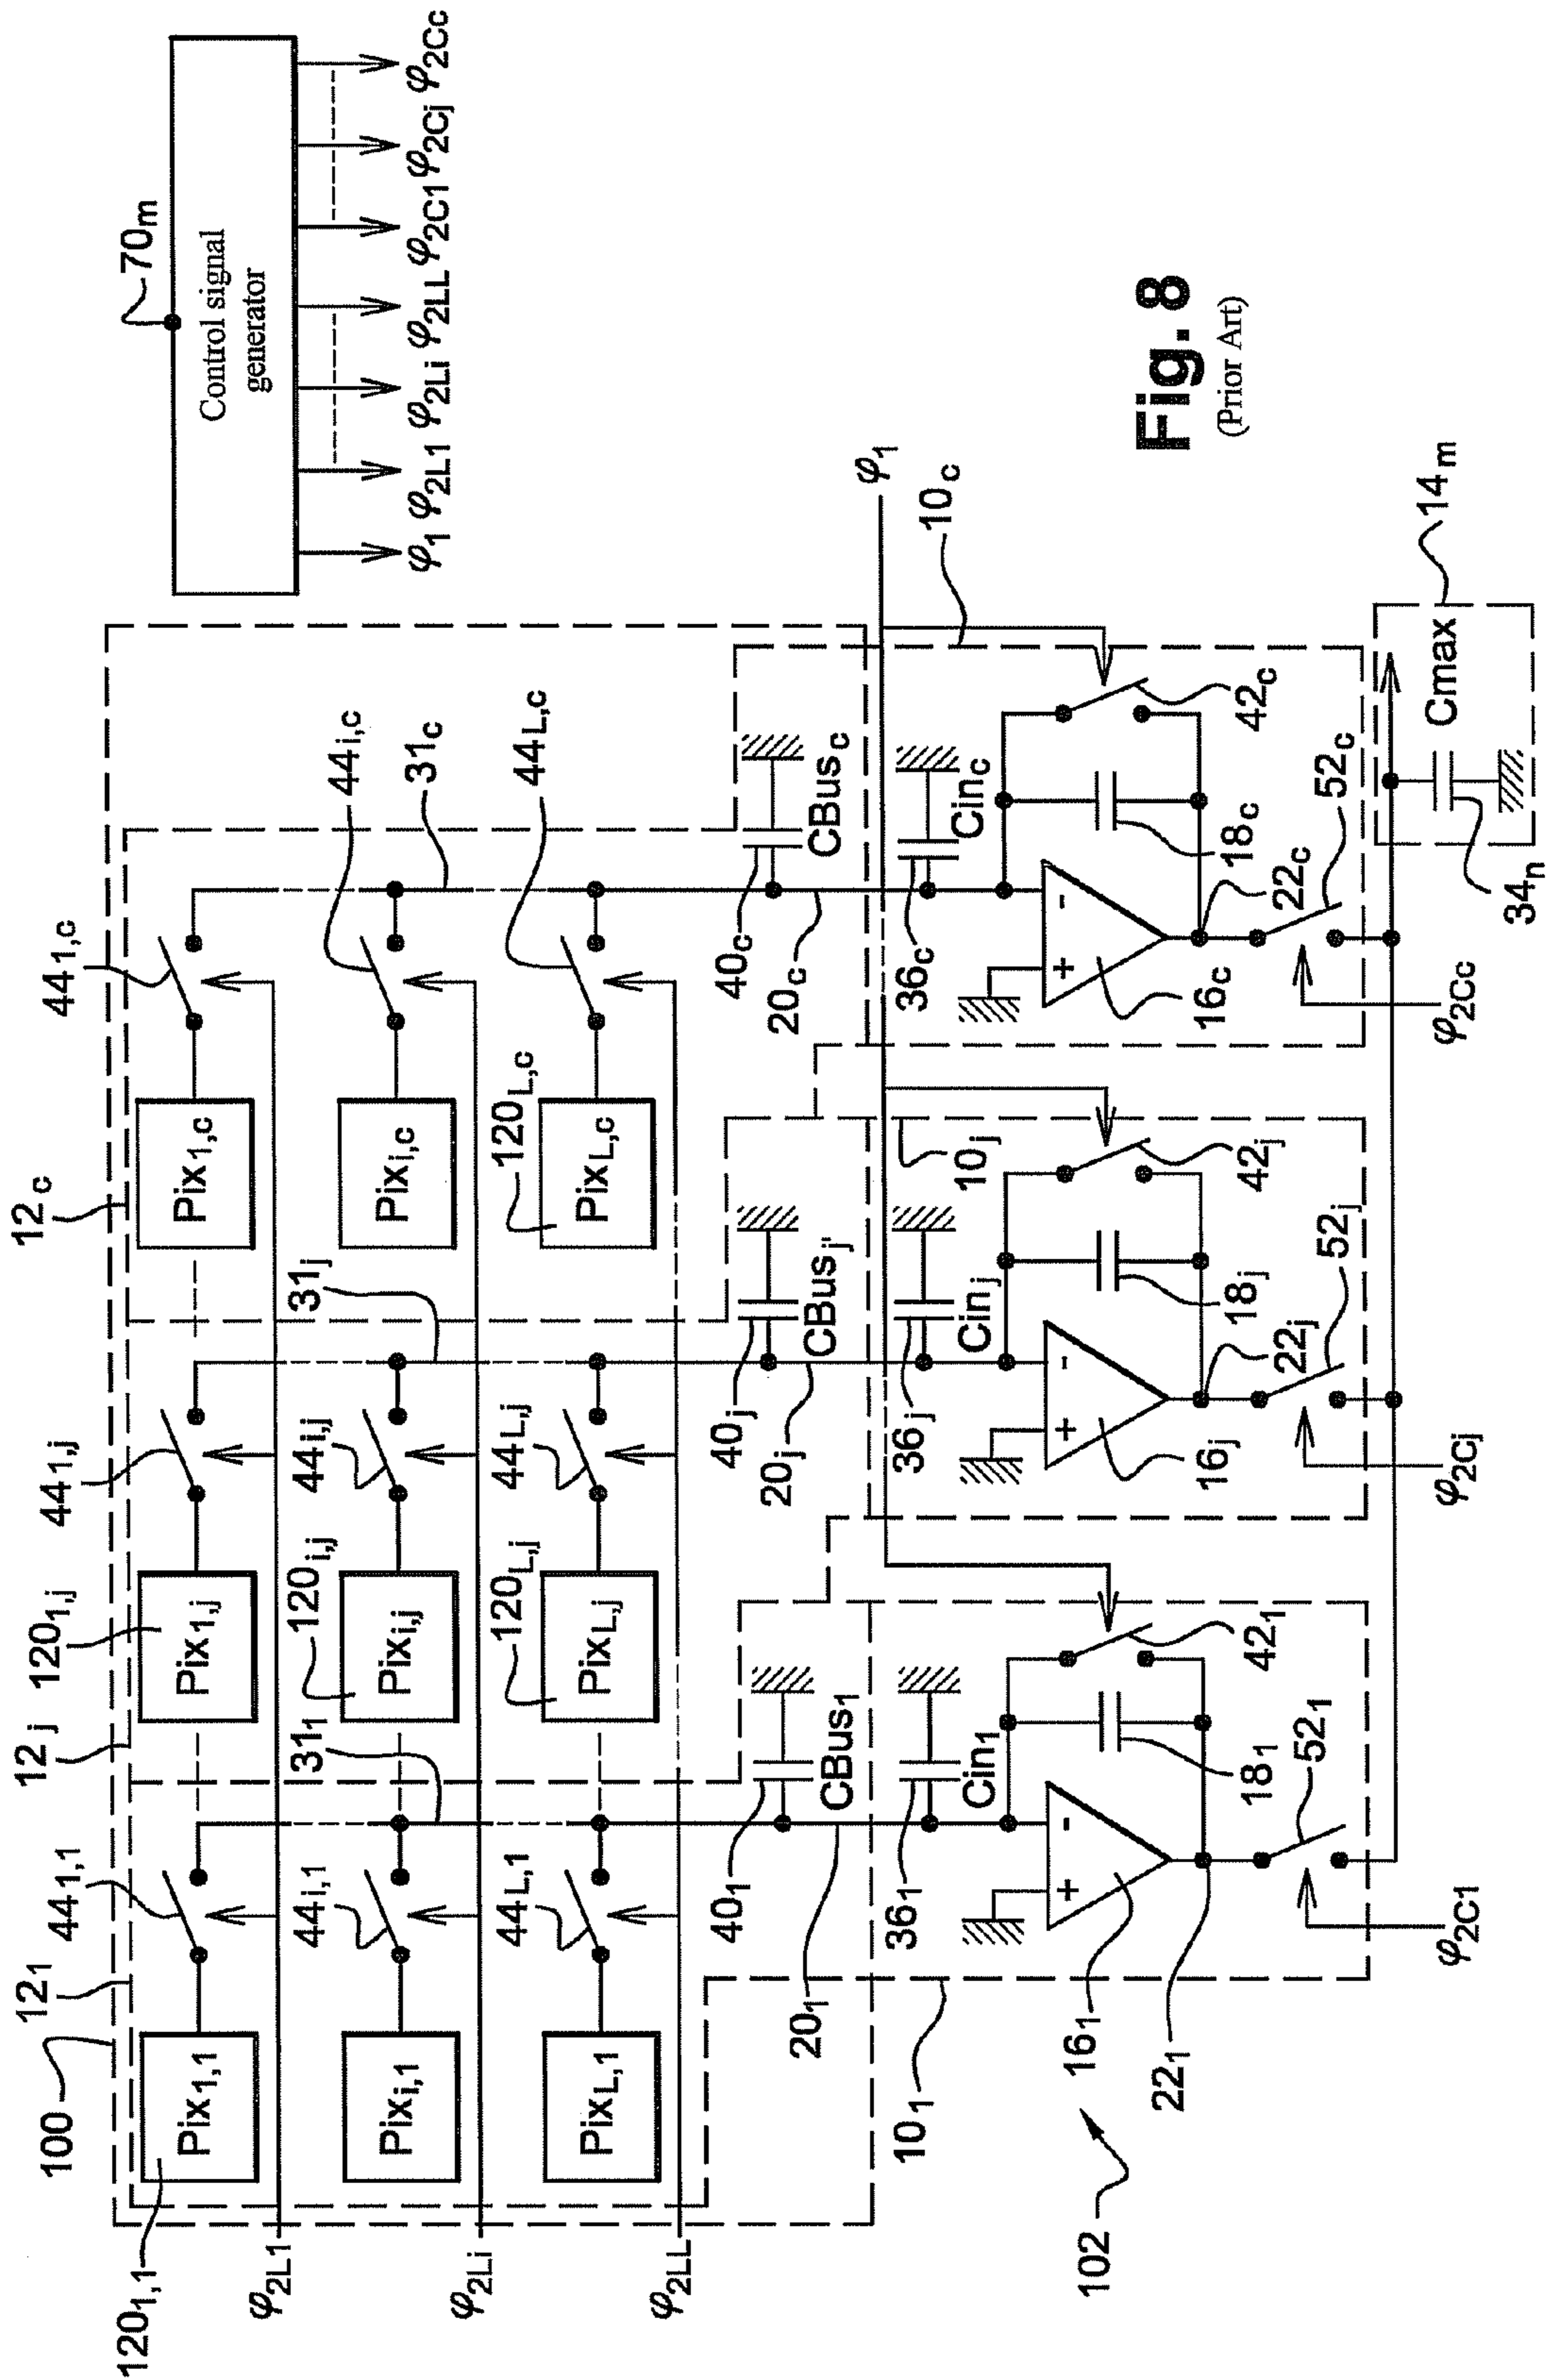 100
12₁
12ⱼ
12c
120₁,₁
44₁,₁
120₁,ⱼ
44₁,ⱼ
44₁,c
Pix₁,₁
Pix₁,ⱼ
Pix₁,c
φ₂L₁
44i,₁
31₁
120i,ⱼ
44i,ⱼ
31ⱼ
44i,c
31c
Pixi,₁
Pixi,ⱼ
Pixi,c
φ₂Li
44L,₁
120L,ⱼ
44L,ⱼ
120L,c
44L,c
PixL,₁
PixL,ⱼ
PixL,c
φ₂LL
40₁
CBus₁
40ⱼ
CBusⱼ'
40c
CBusc
20₁
20ⱼ
20c
φ₁
10₁
36₁
Cin₁
36ⱼ
Cinⱼ
10ⱼ
36c
Cinc
10c
- +
- +
- +
16₁
18₁
42₁
16ⱼ
18ⱼ
42ⱼ
16c
18c
42c
22₁
52₁
22ⱼ
52ⱼ
22c
52c
102
φ₂C₁
φ₂Cⱼ
φ₂Cc
Cmax
14m
34n
70m
Control signal
generator
φ₁ φ₂L₁ φ₂Li φ₂LL φ₂C₁ φ₂Cⱼ φ₂Cc
Fig. 8
(Prior Art)